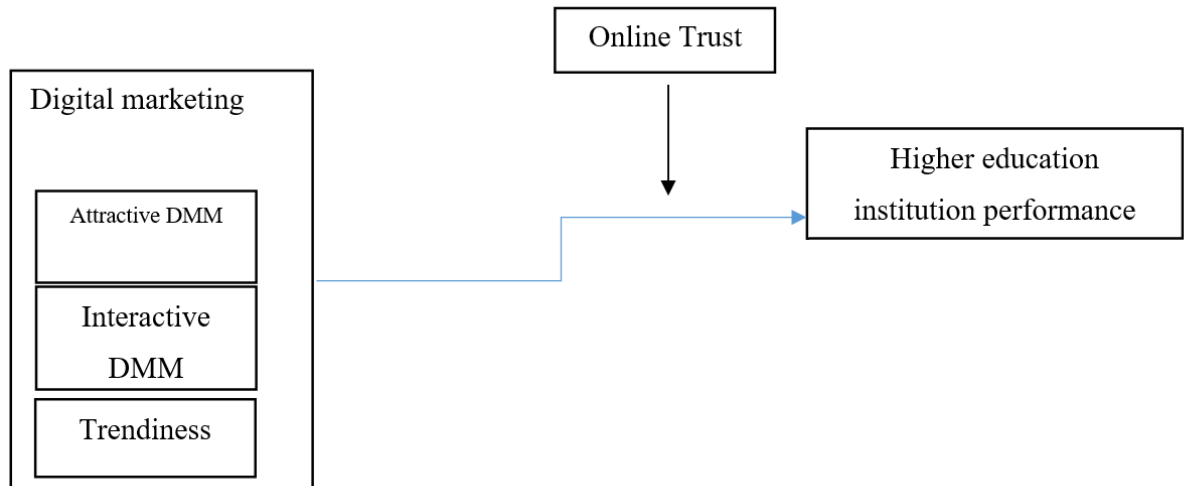 Online Trust
Digital marketing
Higher education
institution performance
Attractive DMM
Interactive
DMM
Trendiness